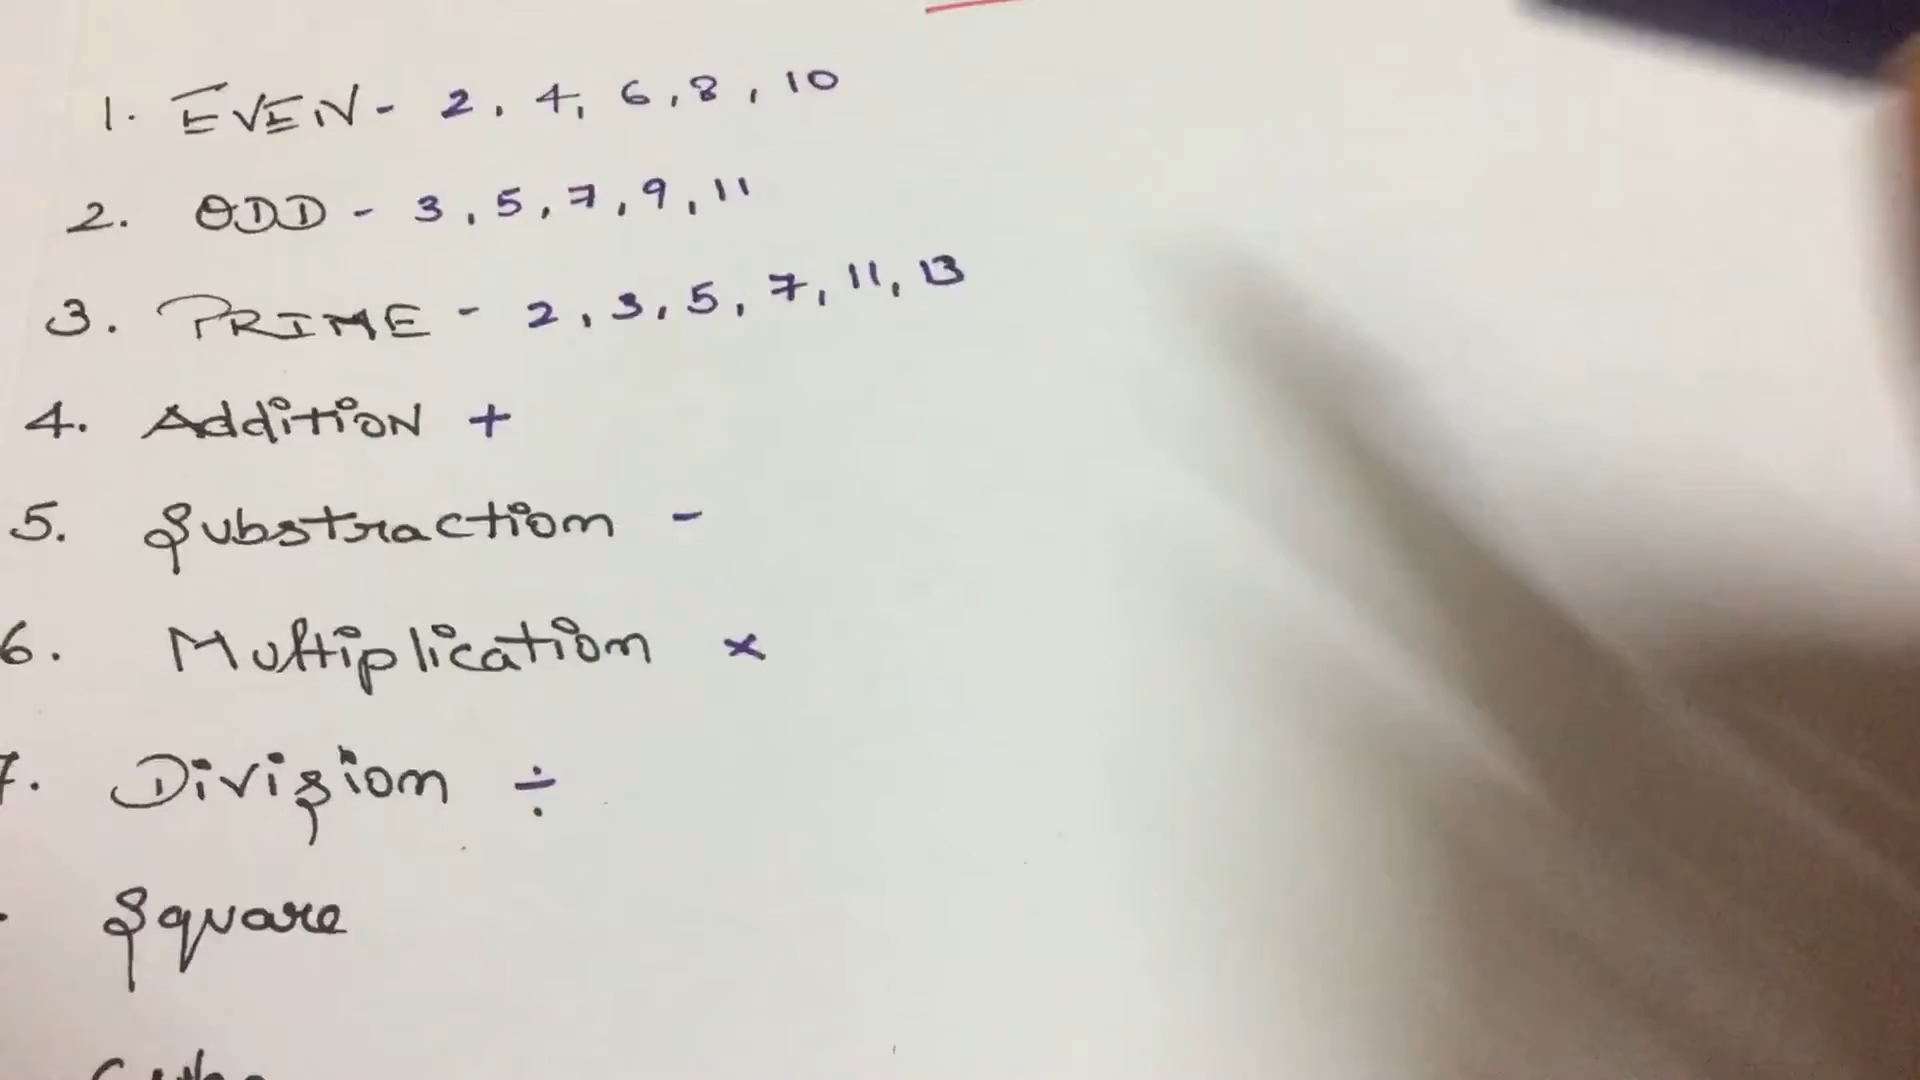 1. EVEN - 2, 4, 6, 8, 10
2. ODD - 3, 5, 7, 9, 11
3. PRIME - 2, 3, 5, 7, 11, 13
4. Addition +
5. Substraction -
6. Multiplication ×
7. Division ÷
Square